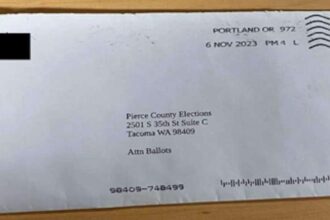 PORTLAND OR 972
6 NOV 2023 PM 4 L
Pierce County Elections
2501 S 35th St Suite C
Tacoma WA 98409
Attn Ballots
98409-748499